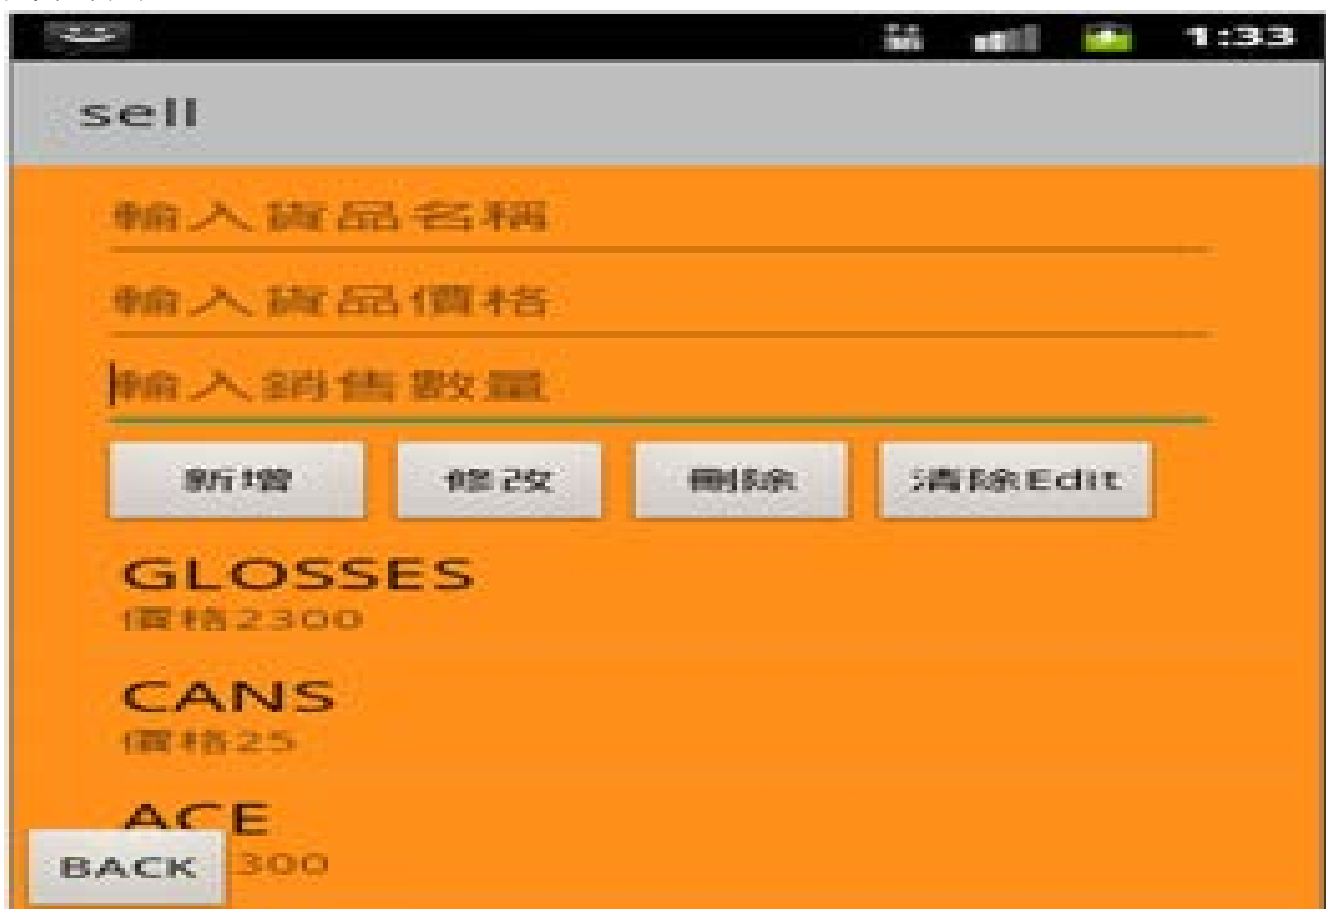 1:33
sell
輸入貨品名稱
輸入貨品價格
輸入銷售數量
新增 修改 刪除 清除Edit
GLOSSES
價格2300
CANS
價格25
ACE
300
BACK